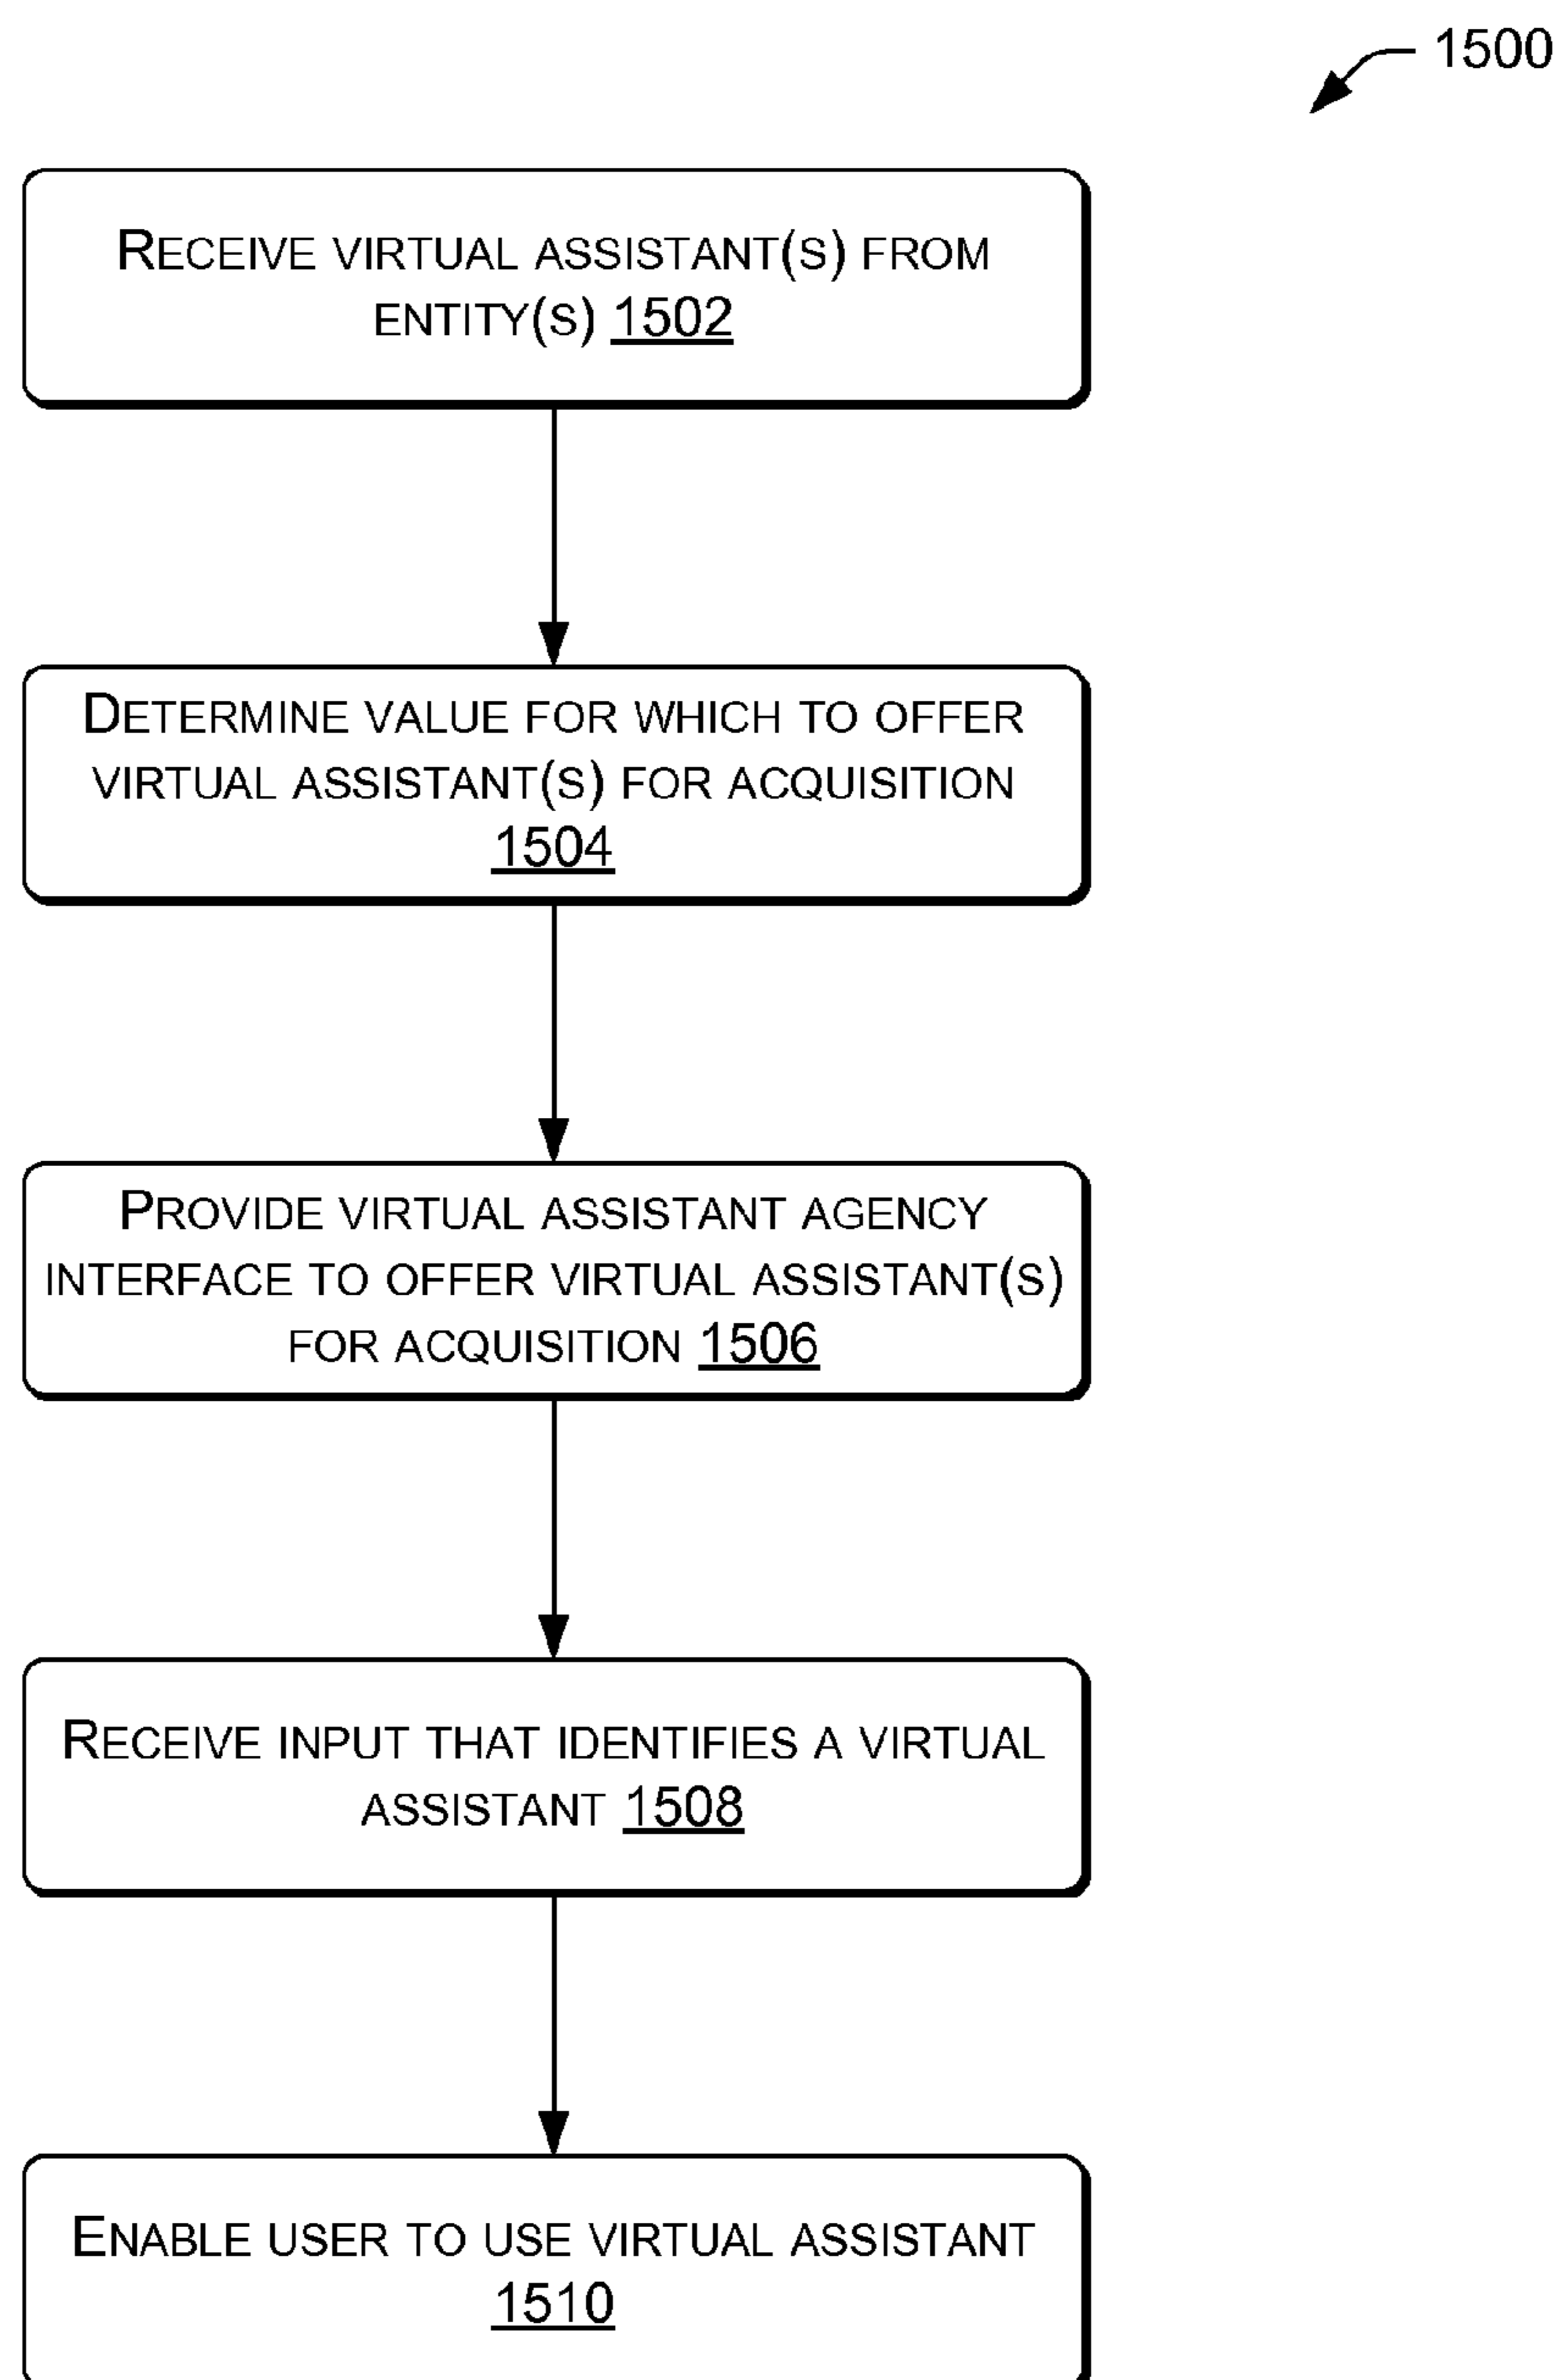 1500
RECEIVE VIRTUAL ASSISTANT(S) FROM
ENTITY(S) 1502
DETERMINE VALUE FOR WHICH TO OFFER
VIRTUAL ASSISTANT(S) FOR ACQUISITION
1504
PROVIDE VIRTUAL ASSISTANT AGENCY
INTERFACE TO OFFER VIRTUAL ASSISTANT(S)
FOR ACQUISITION 1506
RECEIVE INPUT THAT IDENTIFIES A VIRTUAL
ASSISTANT 1508
ENABLE USER TO USE VIRTUAL ASSISTANT
1510